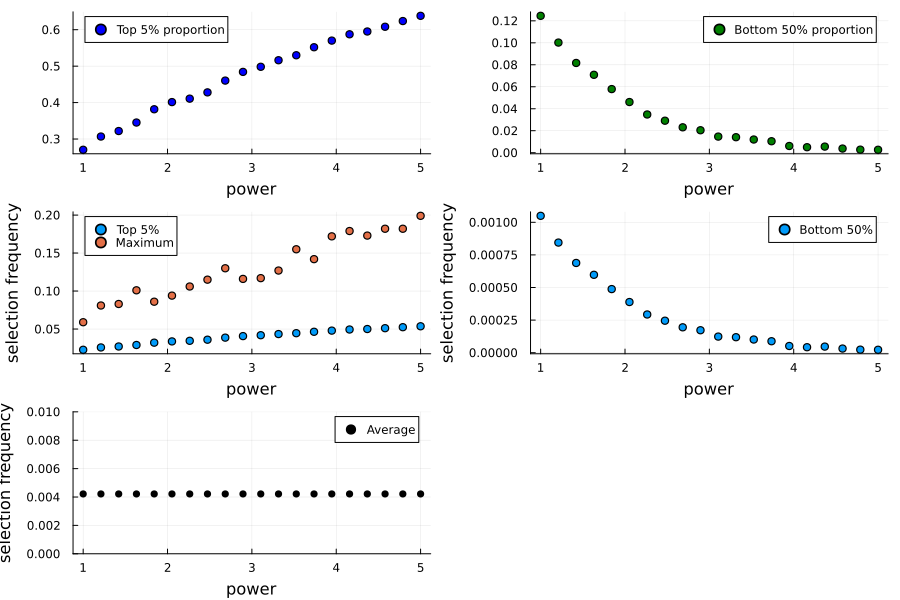 0.6
0.5
0.4
0.3
Top 5% proportion
1 2 3 4 5
power
0.12
0.10
0.08
0.06
0.04
0.02
0.00
Bottom 50% proportion
1 2 3 4 5
power
selection frequency
0.20
0.15
0.10
0.05
Top 5%
Maximum
1 2 3 4 5
power
selection frequency
0.00100
0.00075
0.00050
0.00025
0.00000
Bottom 50%
1 2 3 4 5
power
selection frequency
0.010
0.008
0.006
0.004
0.002
0.000
Average
1 2 3 4 5
power